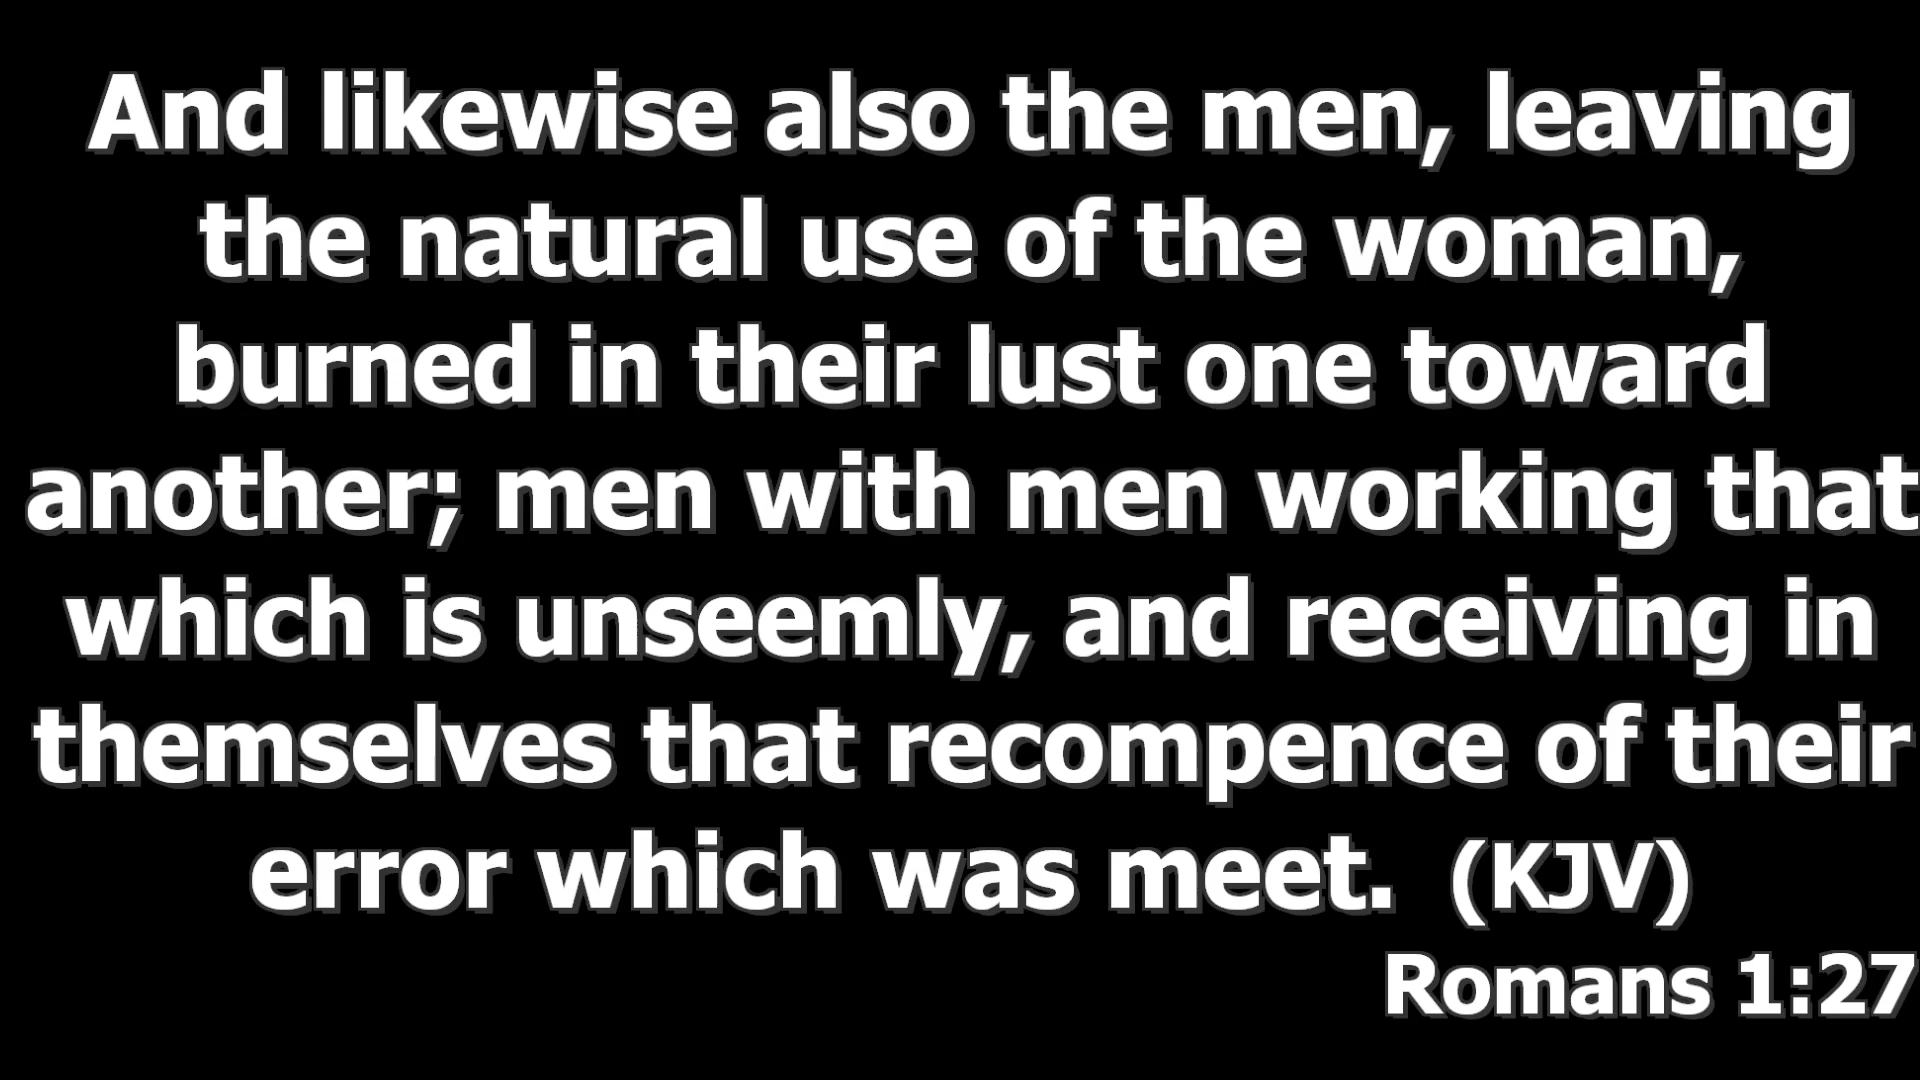 And likewise also the men, leaving
the natural use of the woman,
burned in their lust one toward
another; men with men working that
which is unseemly, and receiving in
themselves that recompence of their
error which was meet.  (KJV)
Romans 1:27